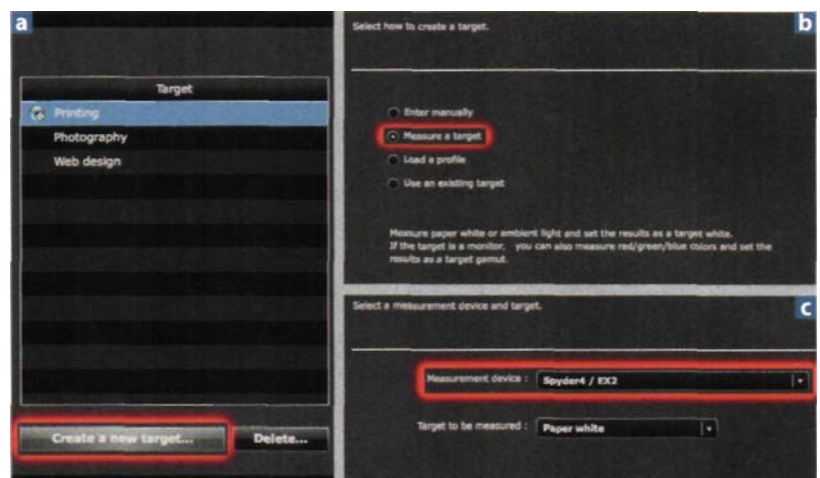 a
Target
Printing
Photography
Web design
Create a new target...
Delete...
b
Select how to create a target.
Enter manually
Measure a target
Load a profile
Use an existing target
Measure paper white or ambient light and set the results as a target white.
If the target is a monitor, you can also measure red/green/blue colors and set the
results as a target gamut.
c
Select a measurement device and target.
Measurement device : Spyder4 / EX2
Target to be measured : Paper white